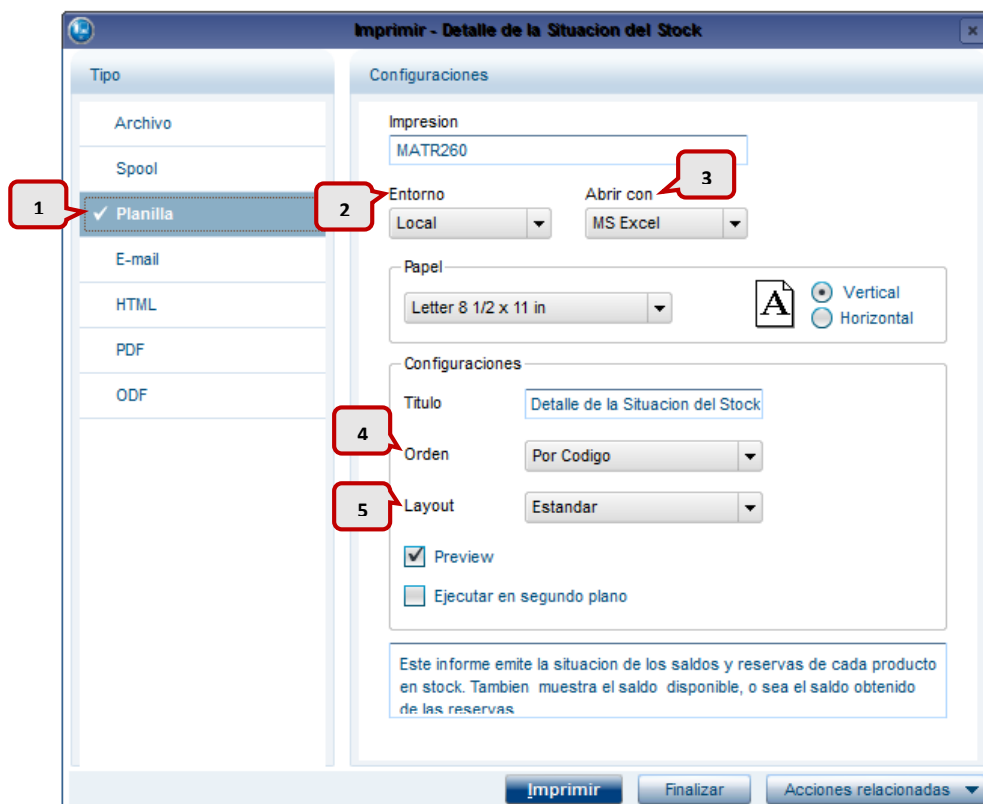 Imprimir - Detalle de la Situacion del Stock
Tipo
Archivo
Spool
1
Planilla
E-mail
HTML
PDF
ODF
Configuraciones
Impresion
MATR260
2
Entorno
Local
3
Abrir con
MS Excel
Papel
Letter 8 1/2 x 11 in
A
Vertical
Horizontal
Configuraciones
Titulo
Detalle de la Situacion del Stock
4
Orden
Por Codigo
5
Layout
Estandar
Preview
Ejecutar en segundo plano
Este informe emite la situacion de los saldos y reservas de cada producto
en stock. Tambien muestra el saldo disponible, o sea el saldo obtenido
de las reservas
Imprimir
Finalizar
Acciones relacionadas